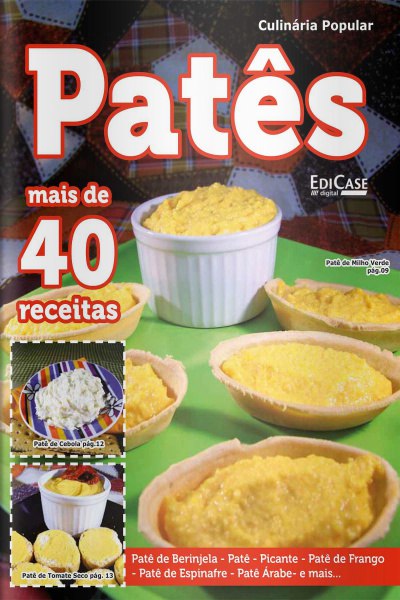 Culinária Popular
Patês
EDICASE
digital
mais de
40
receitas
Patê de Milho Verde
pág.09
Patê de Cebola pág.12
Patê de Tomate Seco pág. 13
Patê de Berinjela - Patê - Picante - Patê de Frango
- Patê de Espinafre - Patê Árabe- e mais...